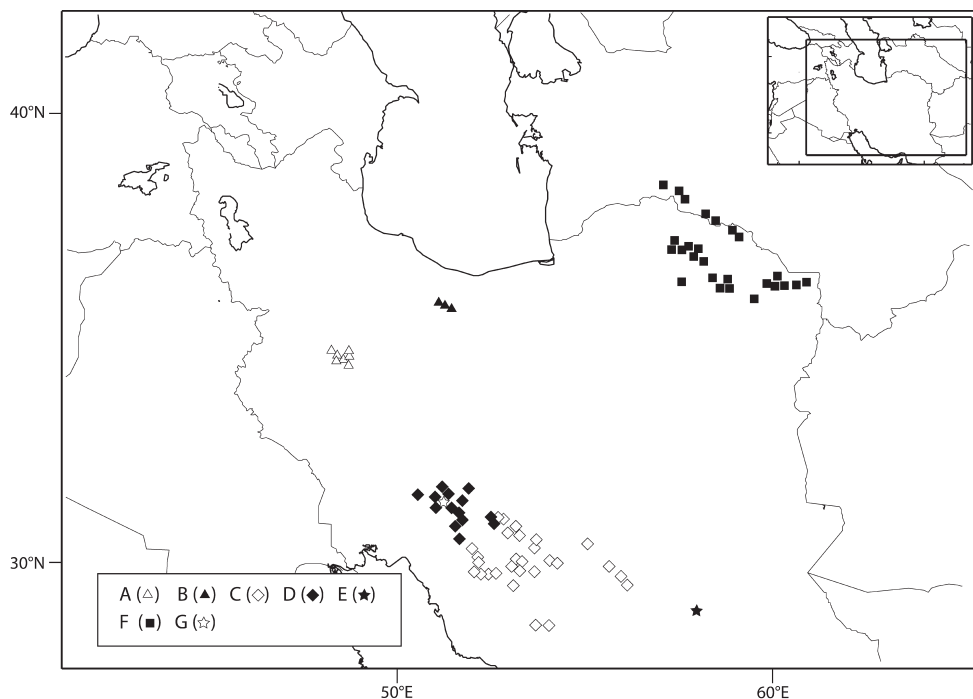 40°N
30°N
A (△) B (▲) C (◇) D (◆) E (★)
F (■) G (☆)
50°E 60°E